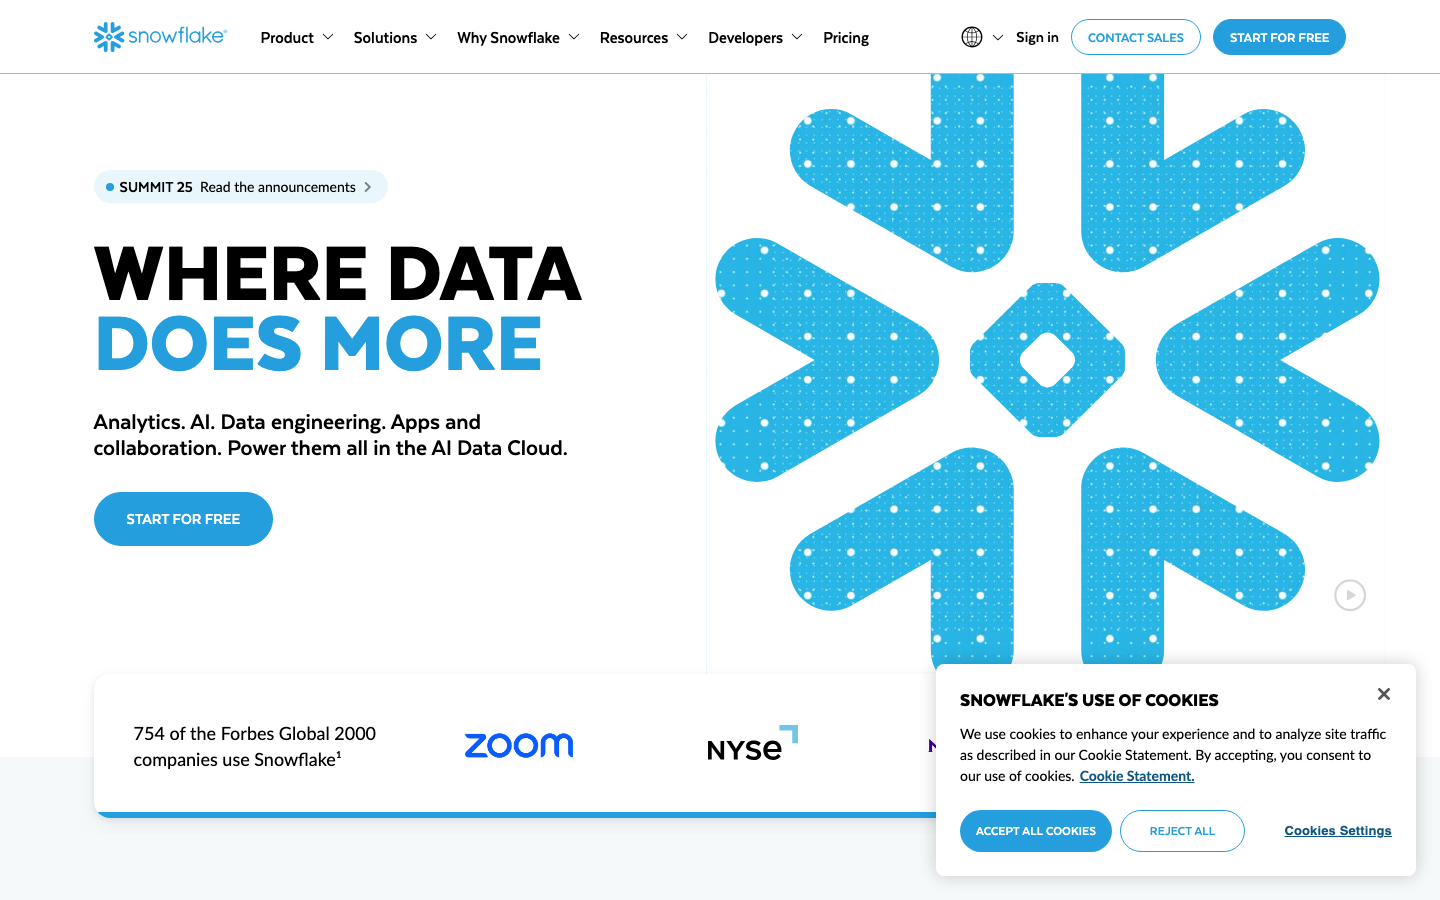 snowflake®
Product
Solutions
Why Snowflake
Resources
Developers
Pricing
Sign in
CONTACT SALES
START FOR FREE
SUMMIT 25 Read the announcements
WHERE DATA
DOES MORE
Analytics. AI. Data engineering. Apps and
collaboration. Power them all in the AI Data Cloud.
START FOR FREE
754 of the Forbes Global 2000
companies use Snowflake¹
zoom
NYSe
SNOWFLAKE'S USE OF COOKIES
We use cookies to enhance your experience and to analyze site traffic
as described in our Cookie Statement. By accepting, you consent to
our use of cookies. Cookie Statement.
ACCEPT ALL COOKIES
REJECT ALL
Cookies Settings